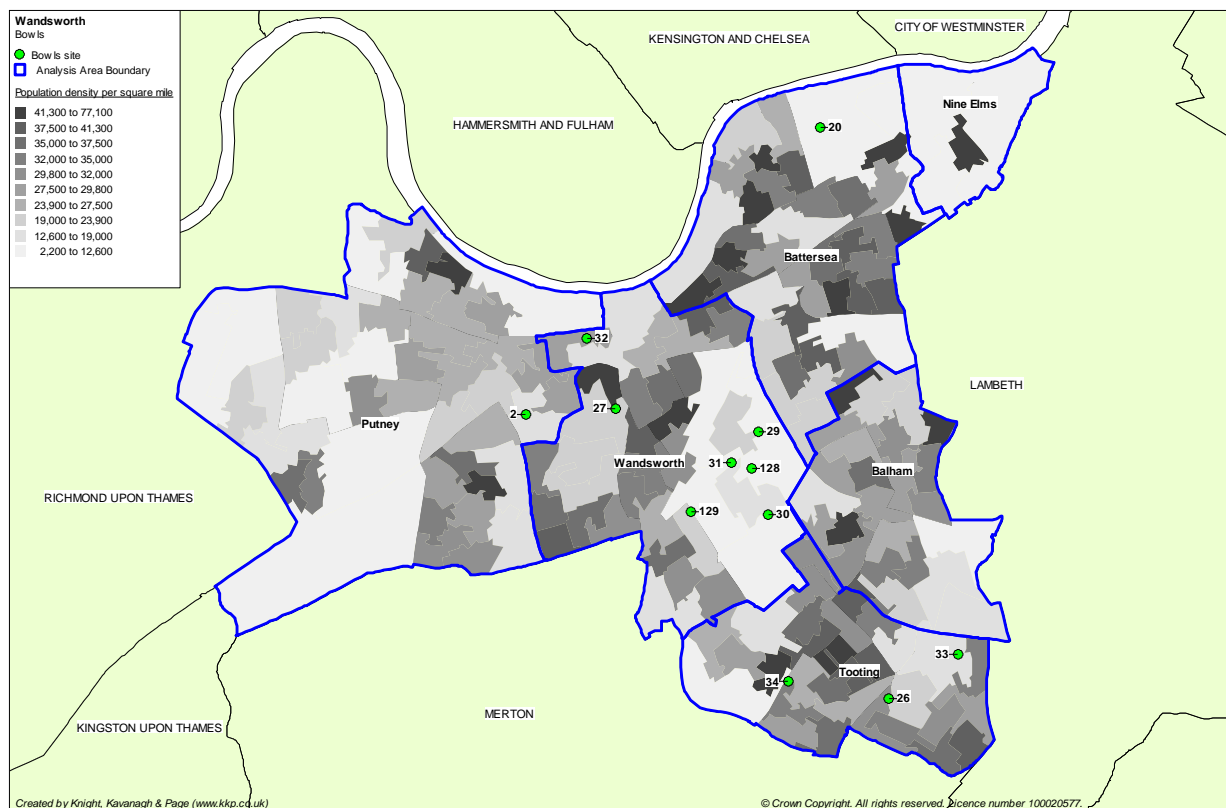 Wandsworth
Bowls
Bowls site
Analysis Area Boundary
Population density per square mile
41,300 to 77,100
37,500 to 41,300
35,000 to 37,500
32,000 to 35,000
29,800 to 32,000
27,500 to 29,800
23,900 to 27,500
19,000 to 23,900
12,600 to 19,000
2,200 to 12,600
CITY OF WESTMINSTER
KENSINGTON AND CHELSEA
Nine Elms
HAMMERSMITH AND FULHAM
20
Battersea
32
LAMBETH
2
27
Putney
29
Wandsworth
31
128
Balham
RICHMOND UPON THAMES
129
30
33
Tooting
34
26
MERTON
KINGSTON UPON THAMES
Created by Knight, Kavanagh & Page (www.kkp.co.uk)
© Crown Copyright. All rights reserved. Licence number 100020577.